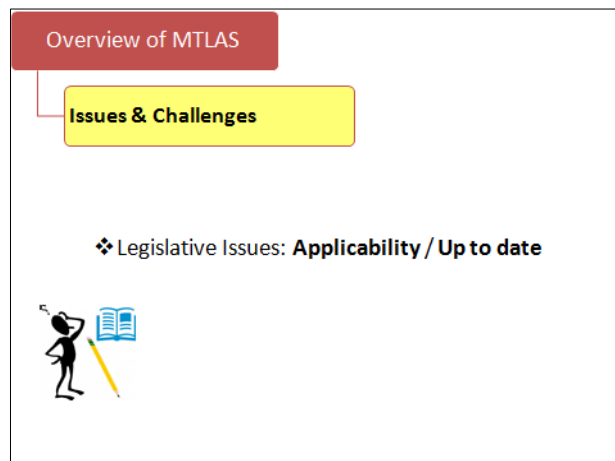 Overview of MTLAS
Issues & Challenges
❖Legislative Issues: Applicability / Up to date